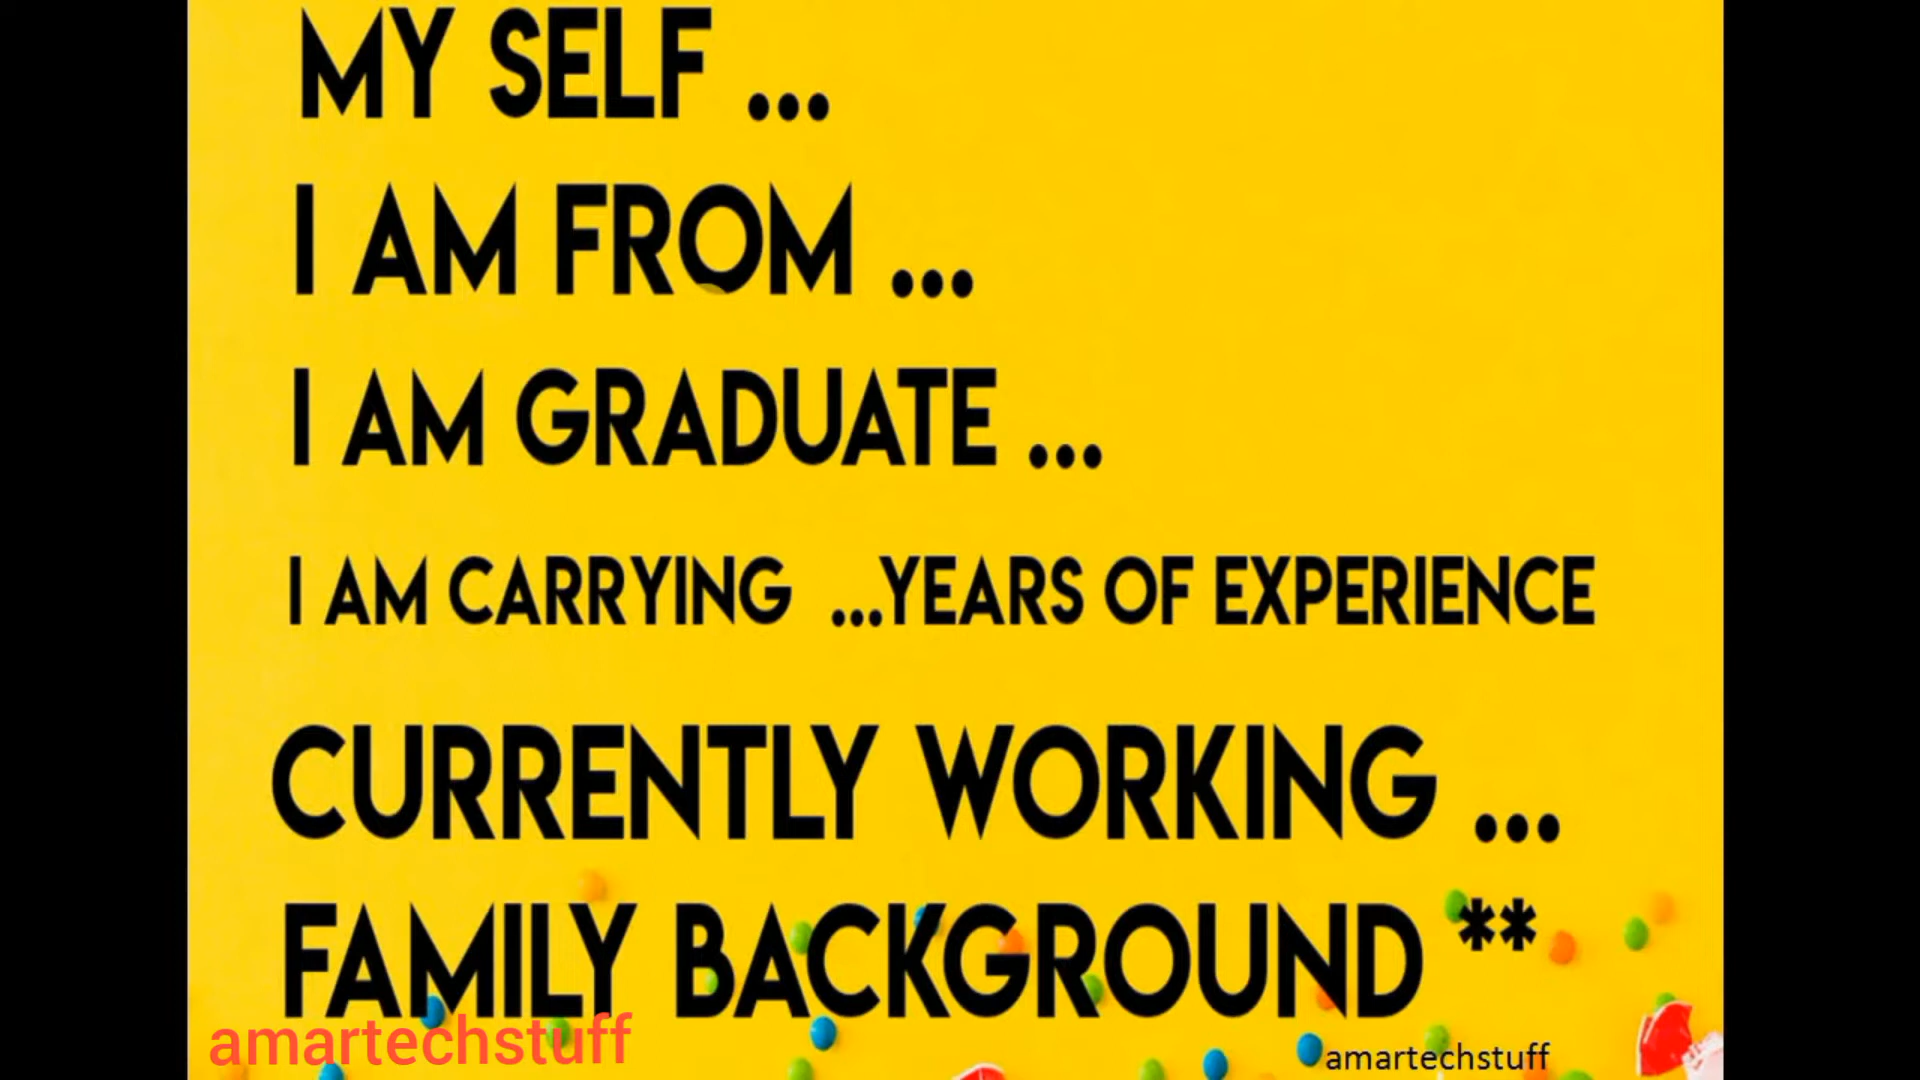 MY SELF ...
I AM FROM ...
I AM GRADUATE ...
I AM CARRYING ...YEARS OF EXPERIENCE
CURRENTLY WORKING ...
FAMILY BACKGROUND **
amartechstuff
amartechstuff